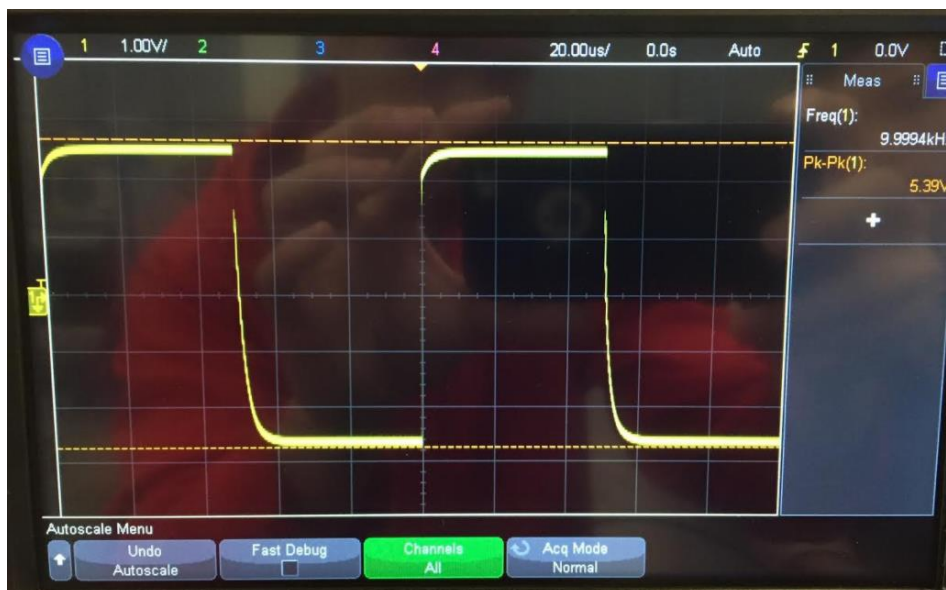 1 1.00V/ 2 3 4 20.00us/ 0.0s Auto 1 0.0V
Meas
Freq(1):
9.9994kH
Pk-Pk(1):
5.39V
T
Autoscale Menu
Undo
Autoscale
Fast Debug
Channels
All
Acq Mode
Normal